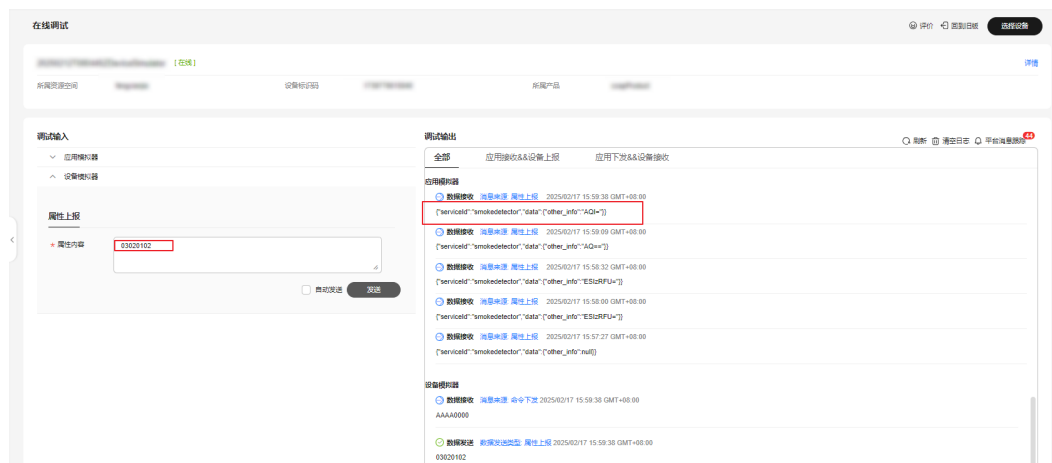 在线调试
评价 回到旧版 选择设备
[ 在线 ]
详情
所属资源空间 设备标识码 所属产品
调试输入
应用模拟器
设备模拟器
属性上报
* 属性内容 03020102
自动发送 发送
调试输出
刷新 清空日志 平台消息跟踪 44
全部 应用接收&&设备上报 应用下发&&设备接收
应用模拟器
数据接收 消息来源: 属性上报 2025/02/17 15:59:38 GMT+08:00
{"serviceId":"smokedetector","data":{"other_info":"AQI="}}
数据接收 消息来源: 属性上报 2025/02/17 15:59:09 GMT+08:00
{"serviceId":"smokedetector","data":{"other_info":"AQ=="}}
数据接收 消息来源: 属性上报 2025/02/17 15:58:32 GMT+08:00
{"serviceId":"smokedetector","data":{"other_info":"ESIzRFU="}}
数据接收 消息来源: 属性上报 2025/02/17 15:58:00 GMT+08:00
{"serviceId":"smokedetector","data":{"other_info":"ESIzRFU="}}
数据接收 消息来源: 属性上报 2025/02/17 15:57:27 GMT+08:00
{"serviceId":"smokedetector","data":{"other_info":null}}
设备模拟器
数据接收 消息来源: 命令下发 2025/02/17 15:59:38 GMT+08:00
AAAA0000
数据发送 数据发送类型: 属性上报 2025/02/17 15:59:38 GMT+08:00
03020102